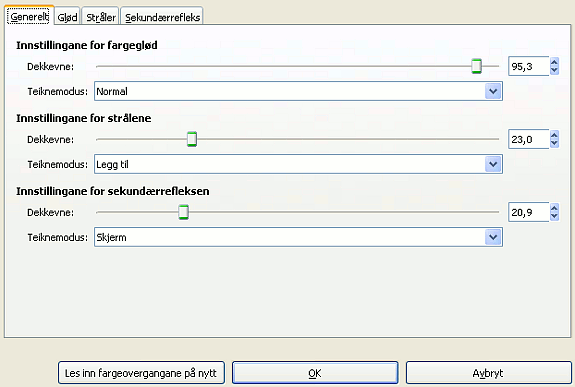 Generelt Glød Stråler Sekundærrefleks
Innstillingane for fargeglød
Dekkevne: 95,3
Teiknemodus: Normal
Innstillingane for strålene
Dekkevne: 23,0
Teiknemodus: Legg til
Innstillingane for sekundærrefleksen
Dekkevne: 20,9
Teiknemodus: Skjerm
Les inn fargeovergangane på nytt OK Avbryt